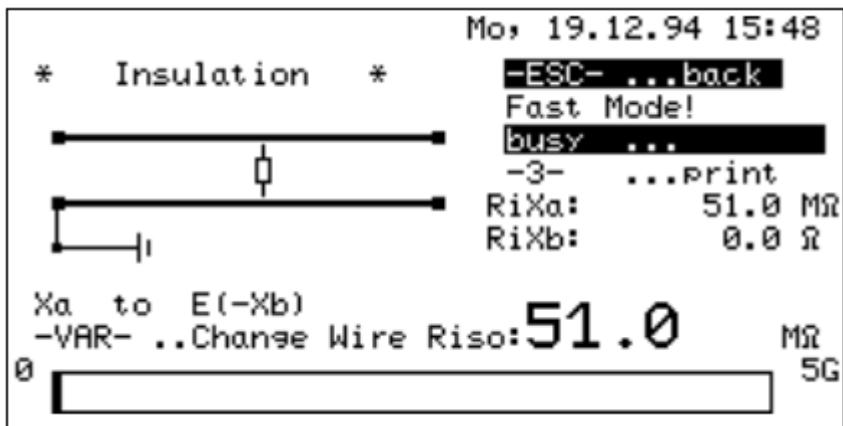 Mo, 19.12.94 15:48
* Insulation *
-ESC- ...back
Fast Mode!
busy ...
-3- ...print
RiXa: 51.0 MΩ
RiXb: 0.0 Ω
Xa to E(-Xb)
-VAR- ..Change Wire Riso:51.0 MΩ
0 5G